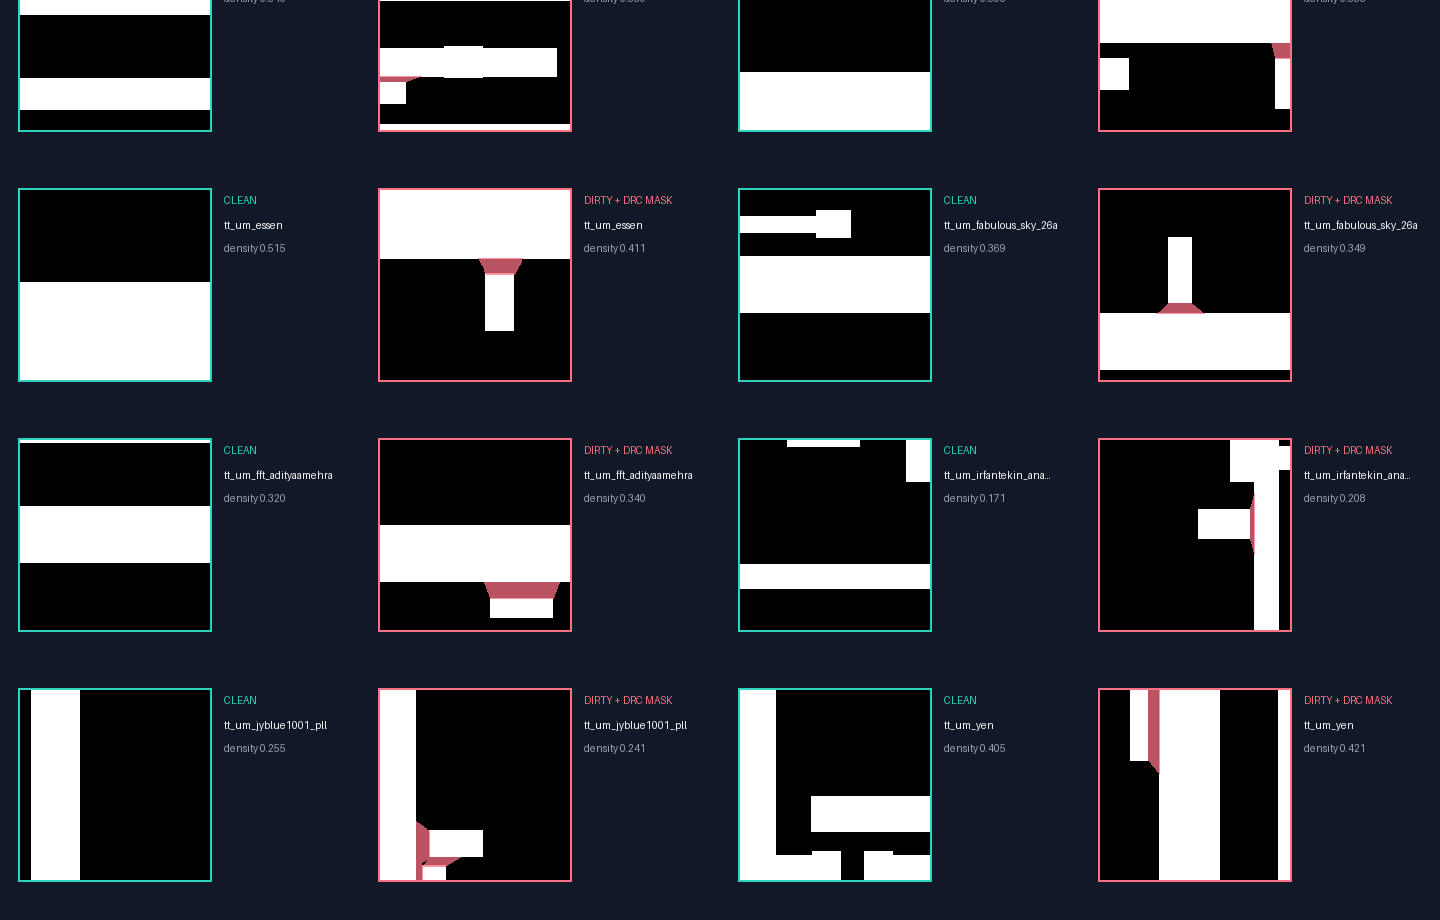 CLEAN
tt_um_essen
density 0.515
DIRTY + DRC MASK
tt_um_essen
density 0.411
CLEAN
tt_um_fabulous_sky_26a
density 0.369
DIRTY + DRC MASK
tt_um_fabulous_sky_26a
density 0.349
CLEAN
tt_um_fft_adityaamehra
density 0.320
DIRTY + DRC MASK
tt_um_fft_adityaamehra
density 0.340
CLEAN
tt_um_irfantekin_ana...
density 0.171
DIRTY + DRC MASK
tt_um_irfantekin_ana...
density 0.208
CLEAN
tt_um_jyblue1001_pll
density 0.255
DIRTY + DRC MASK
tt_um_jyblue1001_pll
density 0.241
CLEAN
tt_um_yen
density 0.405
DIRTY + DRC MASK
tt_um_yen
density 0.421